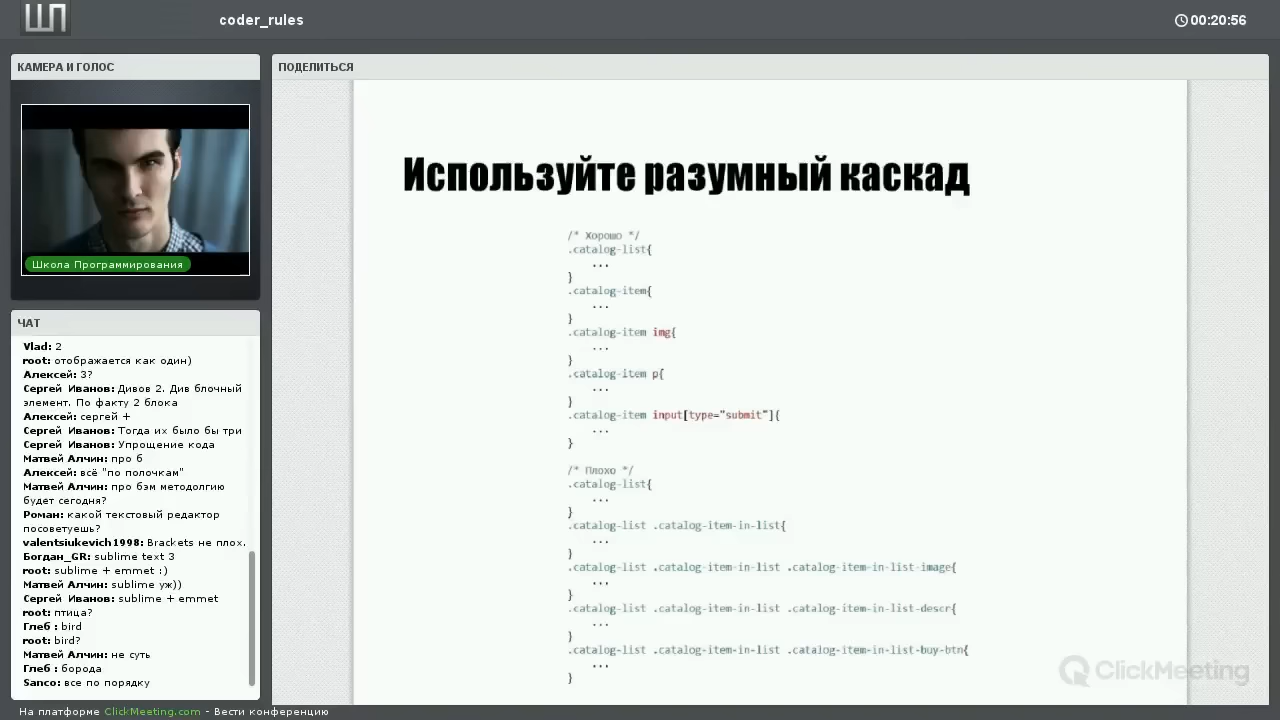 ШП
coder_rules
00:20:56
КАМЕРА И ГОЛОС
Школа Программирования
ЧАТ
Vlad: 2
root: отображается как один)
Алексей: 3?
Сергей Иванов: Дивов 2. Див блочный
элемент. По факту 2 блока
Алексей: сергей +
Сергей Иванов: Тогда их было бы три
Сергей Иванов: Упрощение кода
Матвей Алчин: про б
Алексей: всё "по полочкам"
Матвей Алчин: про бэм методолгию
будет сегодня?
Роман: какой текстовый редактор
посоветуешь?
valentsiukevich1998: Brackets не плох.
Богдан_GR: sublime text 3
root: sublime + emmet :)
Матвей Алчин: sublime уж))
Сергей Иванов: sublime + emmet
root: птица?
Глеб : bird
root: bird?
Матвей Алчин: не суть
Глеб : борода
Sanco: все по порядку
ПОДЕЛИТЬСЯ
Используйте разумный каскад
/* Хорошо */
.catalog-list{
...
}
.catalog-item{
...
}
.catalog-item img{
...
}
.catalog-item p{
...
}
.catalog-item input[type="submit"]{
...
}
/* Плохо */
.catalog-list{
...
}
.catalog-list .catalog-item-in-list{
...
}
.catalog-list .catalog-item-in-list .catalog-item-in-list-image{
...
}
.catalog-list .catalog-item-in-list .catalog-item-in-list-descr{
...
}
.catalog-list .catalog-item-in-list .catalog-item-in-list-buy-btn{
...
}
ClickMeeting
На платформе ClickMeeting.com - Вести конференцию